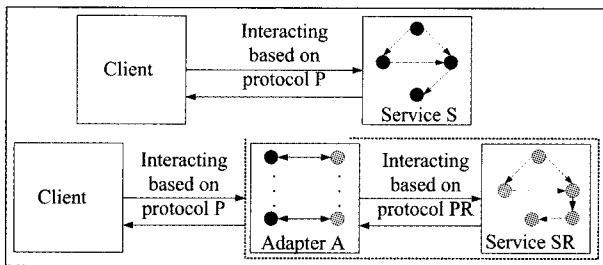 Client
Interacting
based on
protocol P
Service S
Client
Interacting
based on
protocol P
Adapter A
Interacting
based on
protocol PR
Service SR